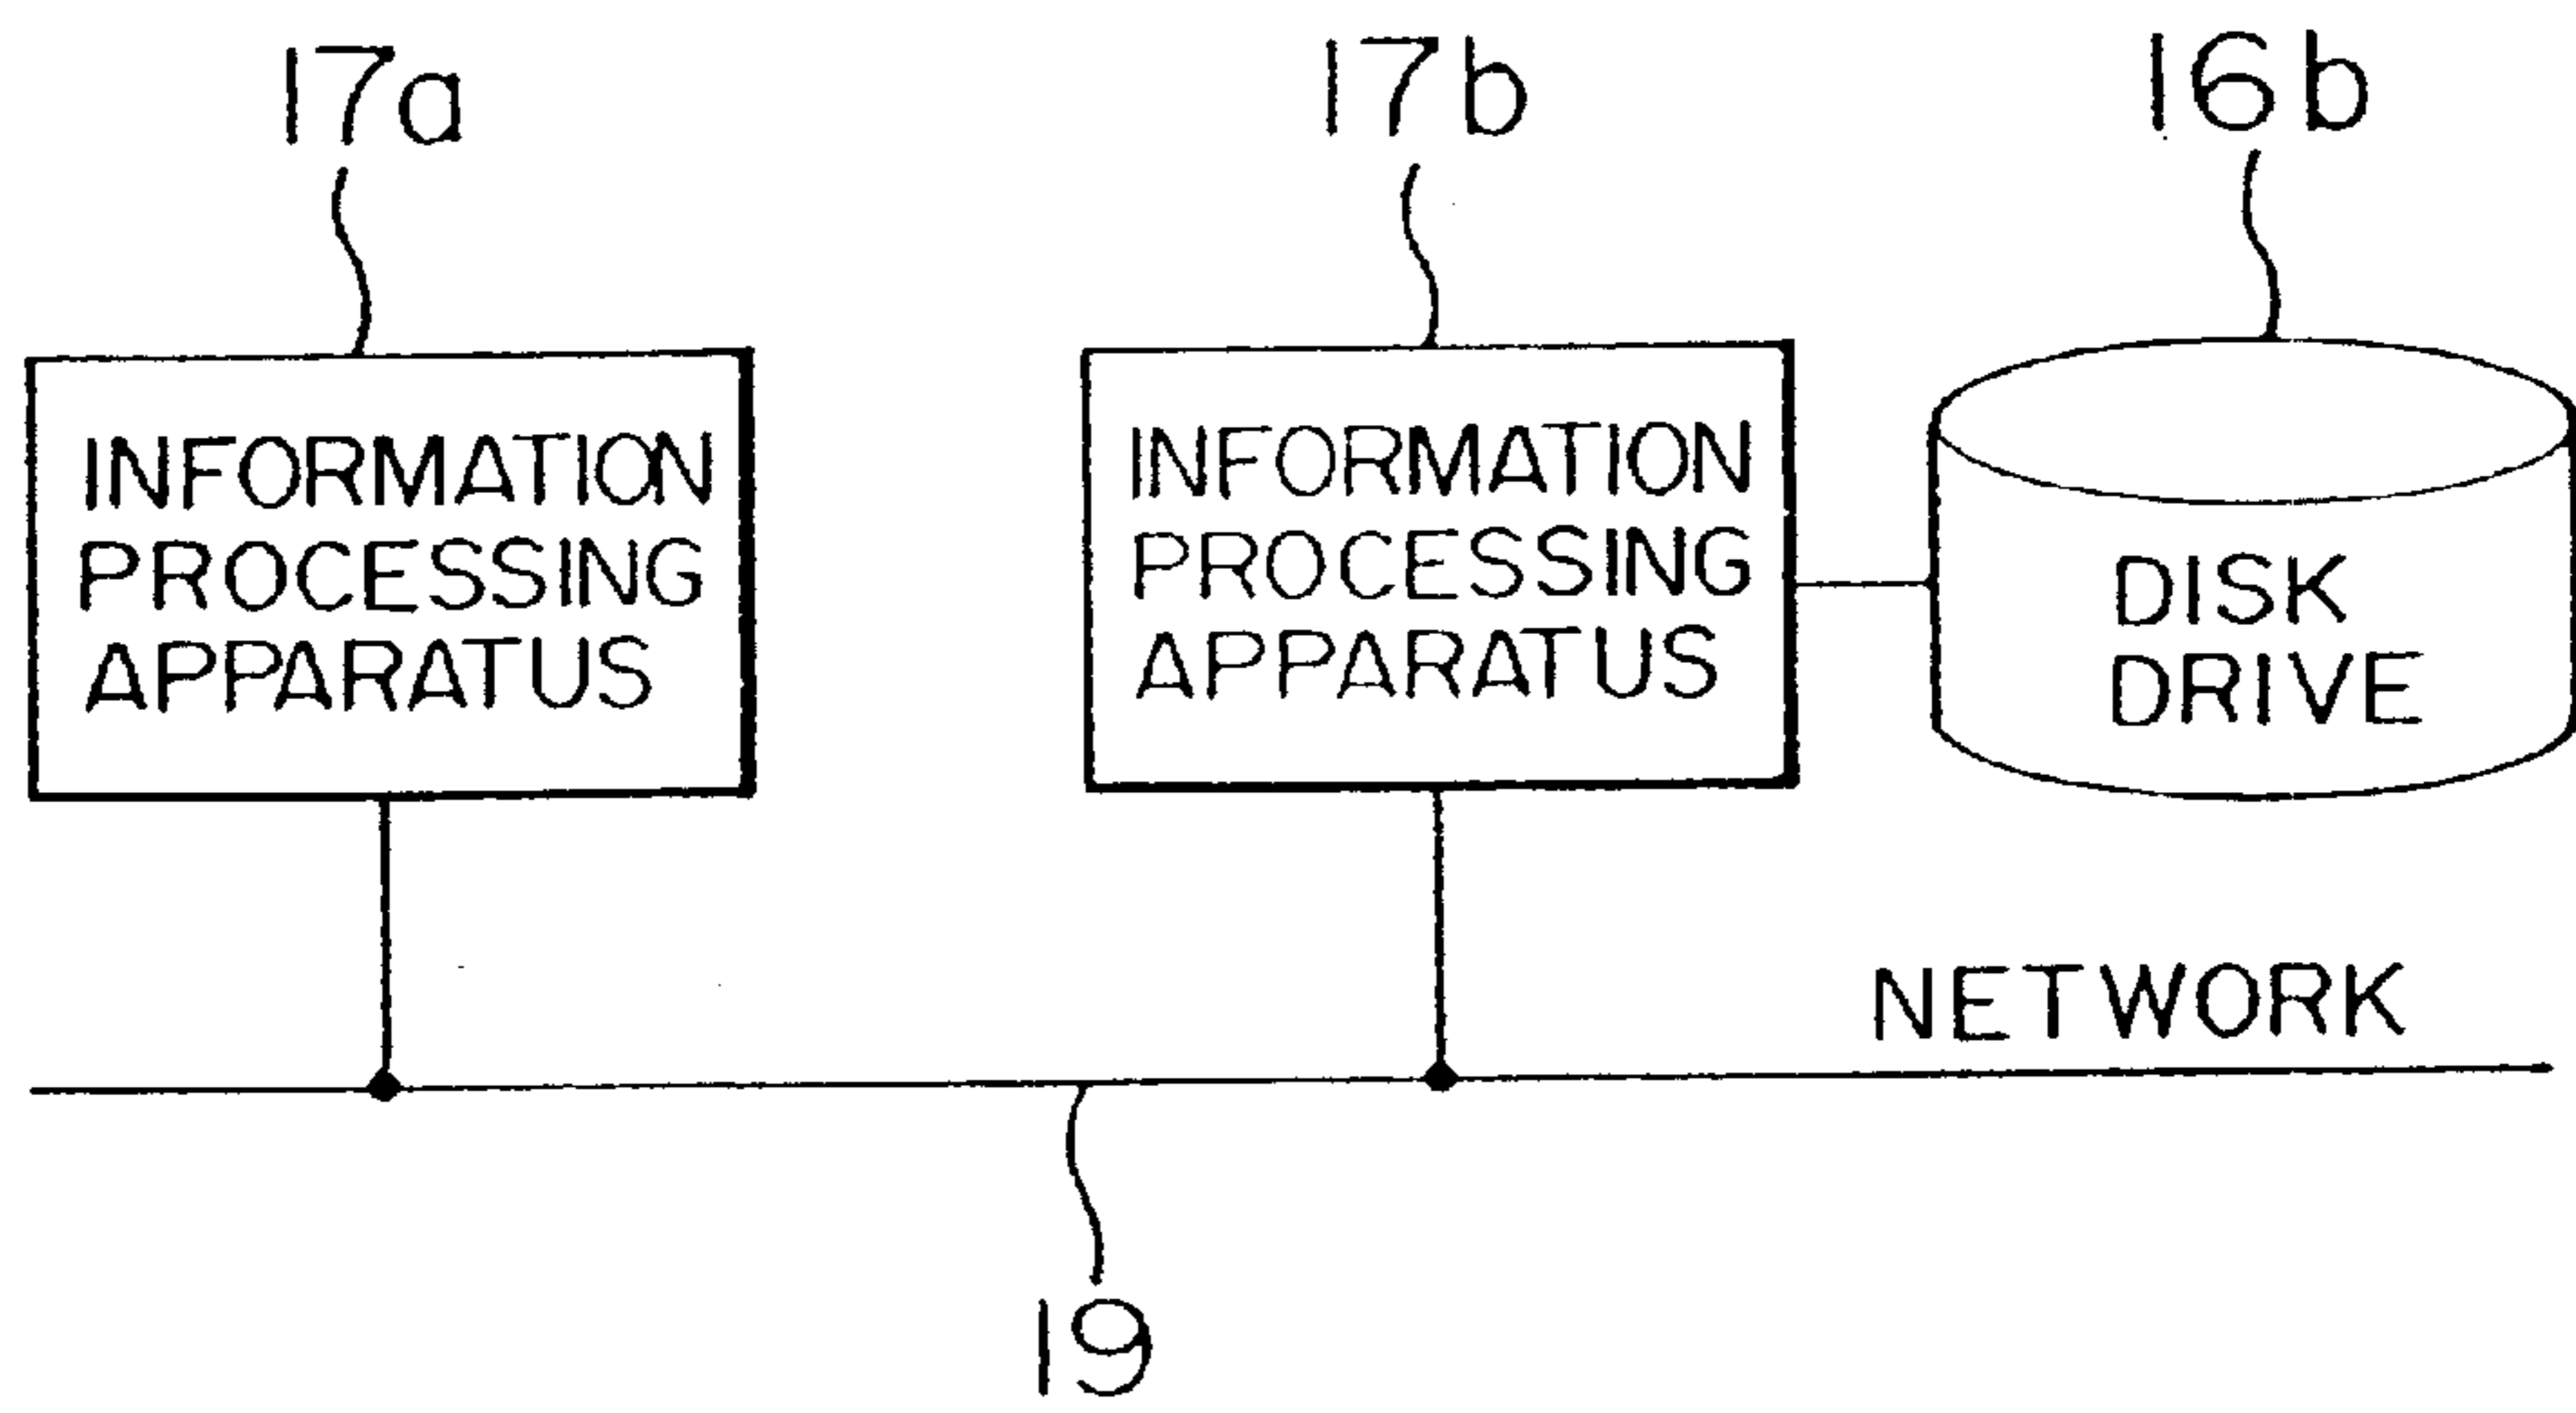 17a
17b
16b
INFORMATION
PROCESSING
APPARATUS
INFORMATION
PROCESSING
APPARATUS
DISK
DRIVE
NETWORK
19